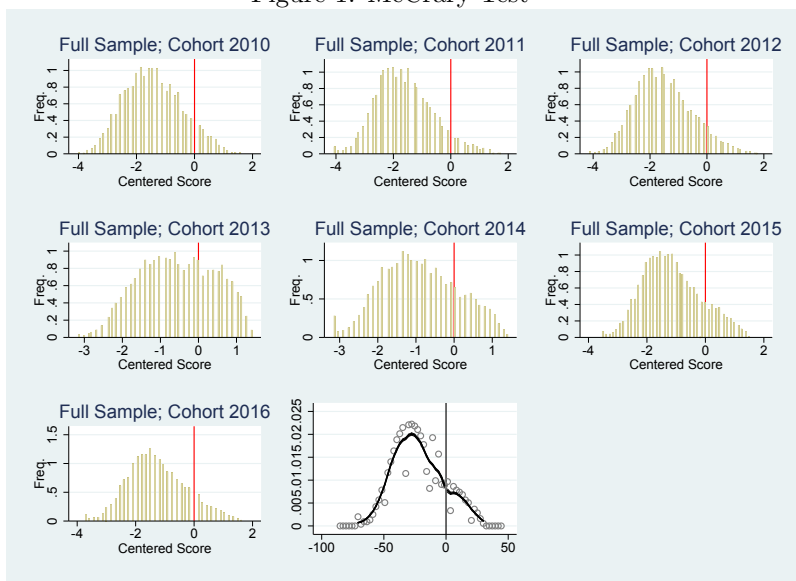 Figure 1: McCrary Test
Full Sample; Cohort 2010
Freq.
0 .2 .4 .6 .8 1
-4 -2 0 2
Centered Score
Full Sample; Cohort 2011
Freq.
0 .2 .4 .6 .8 1
-4 -2 0 2
Centered Score
Full Sample; Cohort 2012
Freq.
0 .2 .4 .6 .8 1
-4 -2 0 2
Centered Score
Full Sample; Cohort 2013
Freq.
0 .2 .4 .6 .8 1
-3 -2 -1 0 1
Centered Score
Full Sample; Cohort 2014
Freq.
0 .5 1
-3 -2 -1 0 1
Centered Score
Full Sample; Cohort 2015
Freq.
0 .2 .4 .6 .8 1
-4 -2 0 2
Centered Score
Full Sample; Cohort 2016
Freq.
0 .5 1 1.5
-4 -2 0 2
Centered Score
0 .005 .01 .015 .02 .025
-100 -50 0 50